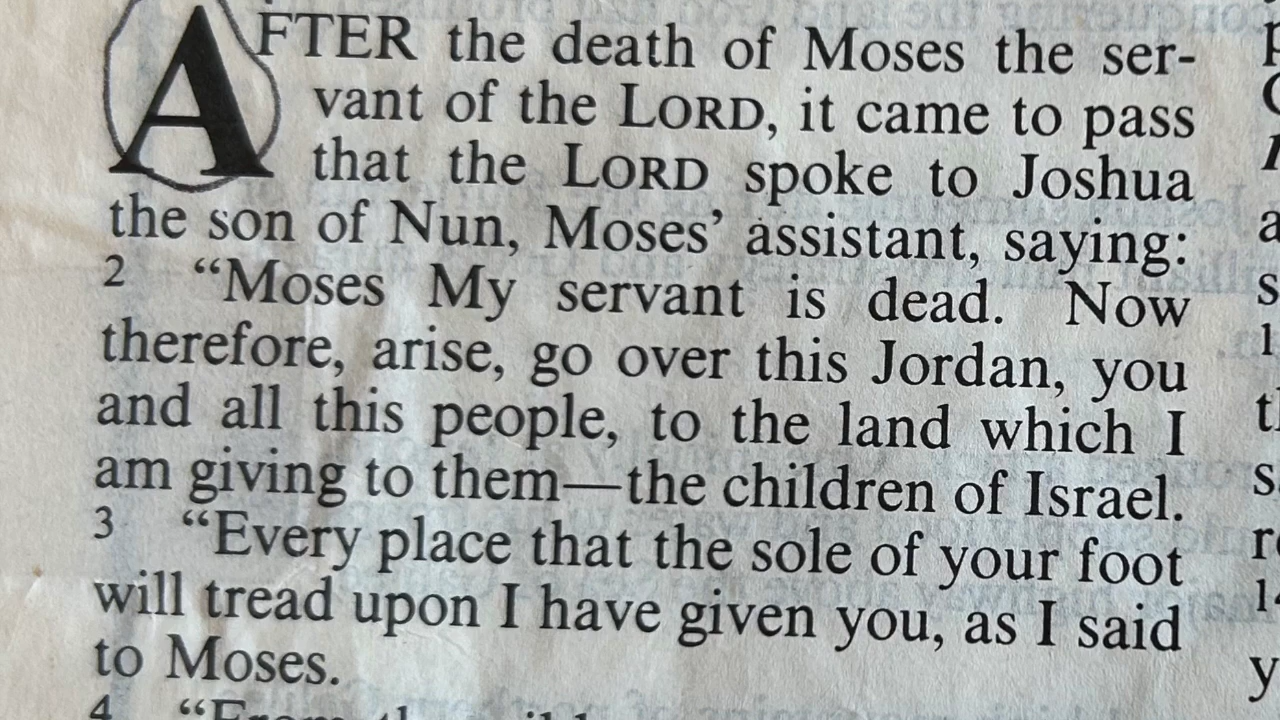 AFTER the death of Moses the ser-
vant of the LORD, it came to pass
that the LORD spoke to Joshua
the son of Nun, Moses’ assistant, saying:
2 “Moses My servant is dead. Now
therefore, arise, go over this Jordan, you
and all this people, to the land which I
am giving to them—the children of Israel.
3 “Every place that the sole of your foot
will tread upon I have given you, as I said
to Moses.
4